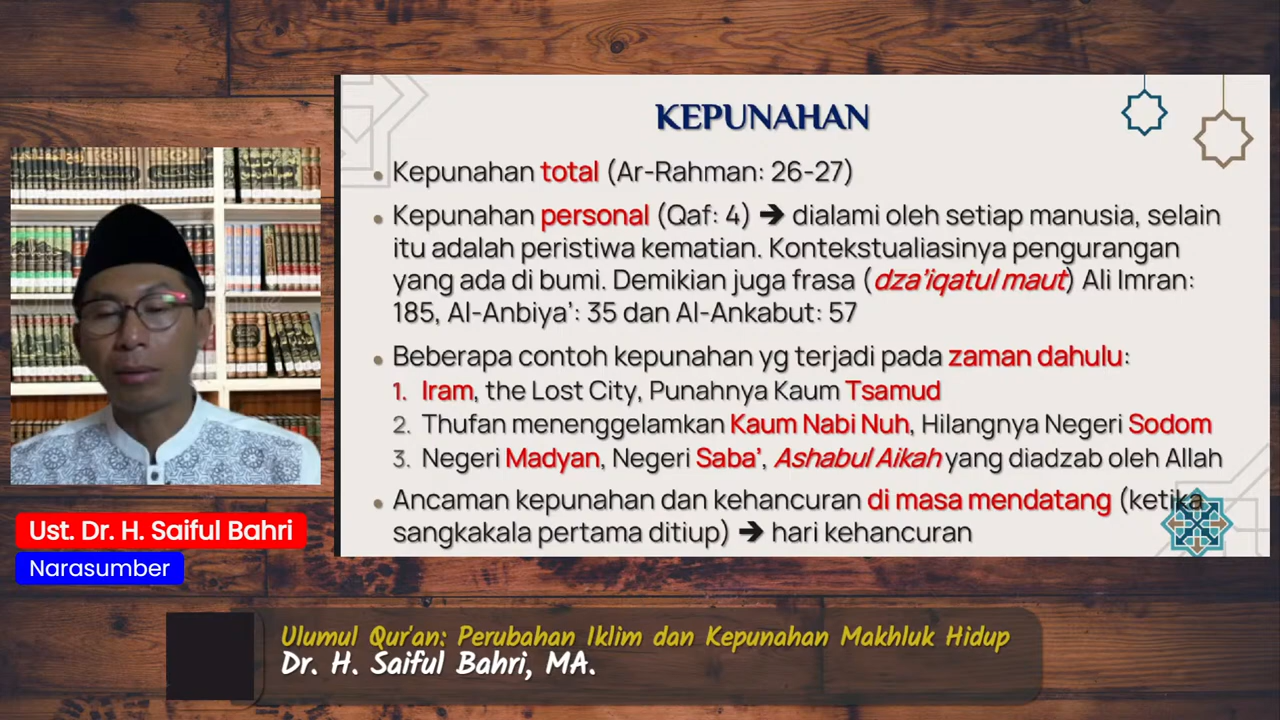 KEPUNAHAN
• Kepunahan total (Ar-Rahman: 26-27)
• Kepunahan personal (Qaf: 4) ➔ dialami oleh setiap manusia, selain
itu adalah peristiwa kematian. Kontekstualiasinya pengurangan
yang ada di bumi. Demikian juga frasa (dza'iqatul maut) Ali Imran:
185, Al-Anbiya': 35 dan Al-Ankabut: 57
• Beberapa contoh kepunahan yg terjadi pada zaman dahulu:
1. Iram, the Lost City, Punahnya Kaum Tsamud
2. Thufan menenggelamkan Kaum Nabi Nuh, Hilangnya Negeri Sodom
3. Negeri Madyan, Negeri Saba', Ashabul Aikah yang diadzab oleh Allah
• Ancaman kepunahan dan kehancuran di masa mendatang (ketika
sangkakala pertama ditiup) ➔ hari kehancuran
Ust. Dr. H. Saiful Bahri
Narasumber
Ulumul Qur'an: Perubahan Iklim dan Kepunahan Makhluk Hidup
Dr. H. Saiful Bahri, MA.